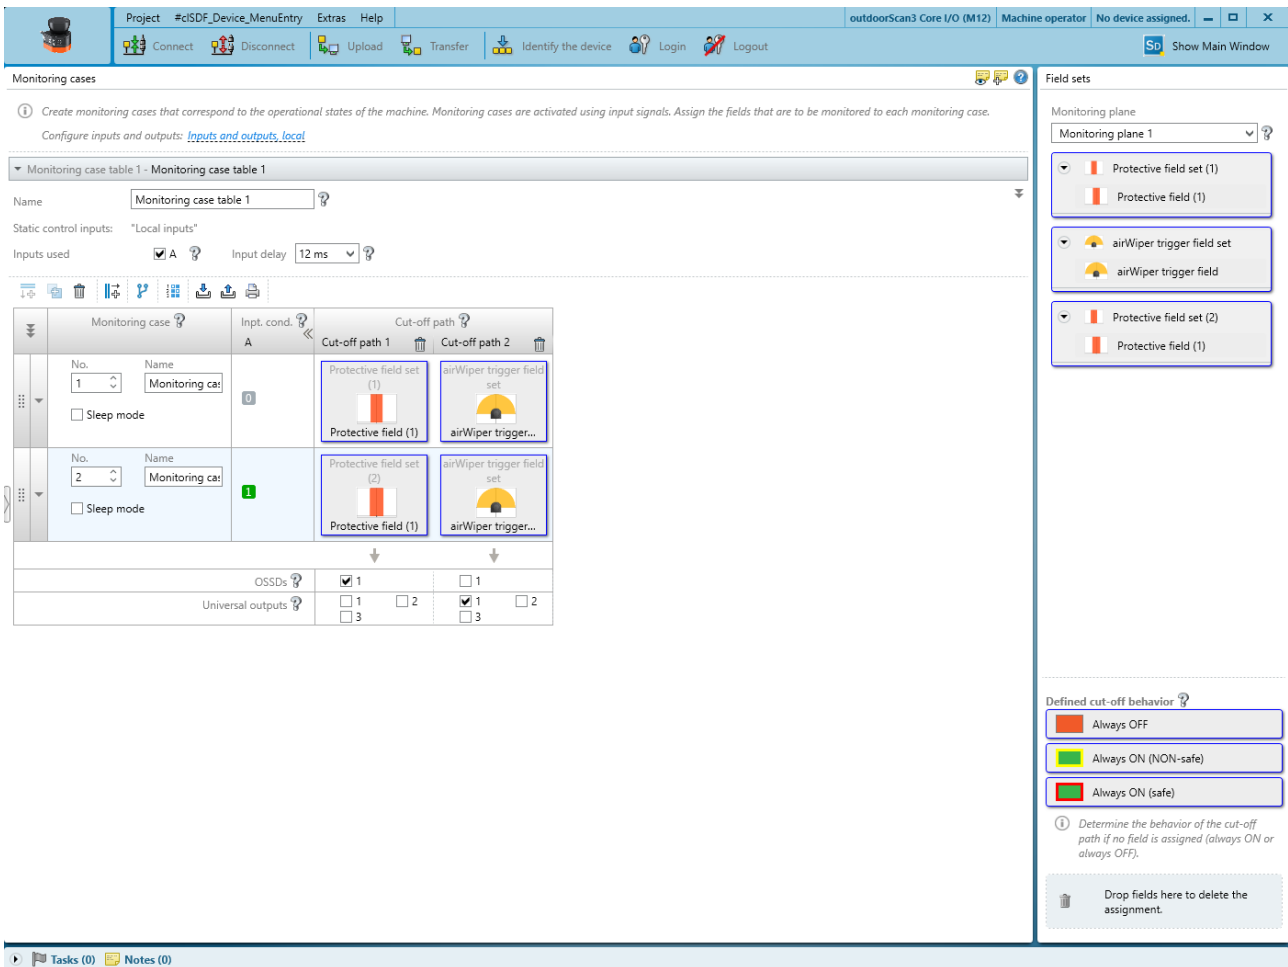 Project #clSDF_Device_MenuEntry Extras Help
outdoorScan3 Core I/O (M12) Machine operator No device assigned.
Connect Disconnect Upload Transfer Identify the device Login Logout
SD Show Main Window
Monitoring cases
Create monitoring cases that correspond to the operational states of the machine. Monitoring cases are activated using input signals. Assign the fields that are to be monitored to each monitoring case.
Configure inputs and outputs: Inputs and outputs, local
Monitoring case table 1 - Monitoring case table 1
Name Monitoring case table 1
Static control inputs: "Local inputs"
Inputs used A Input delay 12 ms
Monitoring case Inpt. cond. Cut-off path
A Cut-off path 1 Cut-off path 2
No. Name
1 Monitoring cas
Sleep mode
0
Protective field set
(1)
Protective field (1)
airWiper trigger field
set
airWiper trigger...
No. Name
2 Monitoring cas
Sleep mode
1
Protective field set
(2)
Protective field (1)
airWiper trigger field
set
airWiper trigger...
OSSDs 1 1
Universal outputs 1 2 1 2
3 3
Field sets
Monitoring plane
Monitoring plane 1
Protective field set (1)
Protective field (1)
airWiper trigger field set
airWiper trigger field
Protective field set (2)
Protective field (1)
Defined cut-off behavior
Always OFF
Always ON (NON-safe)
Always ON (safe)
Determine the behavior of the cut-off
path if no field is assigned (always ON or
always OFF).
Drop fields here to delete the
assignment.
Tasks (0) Notes (0)